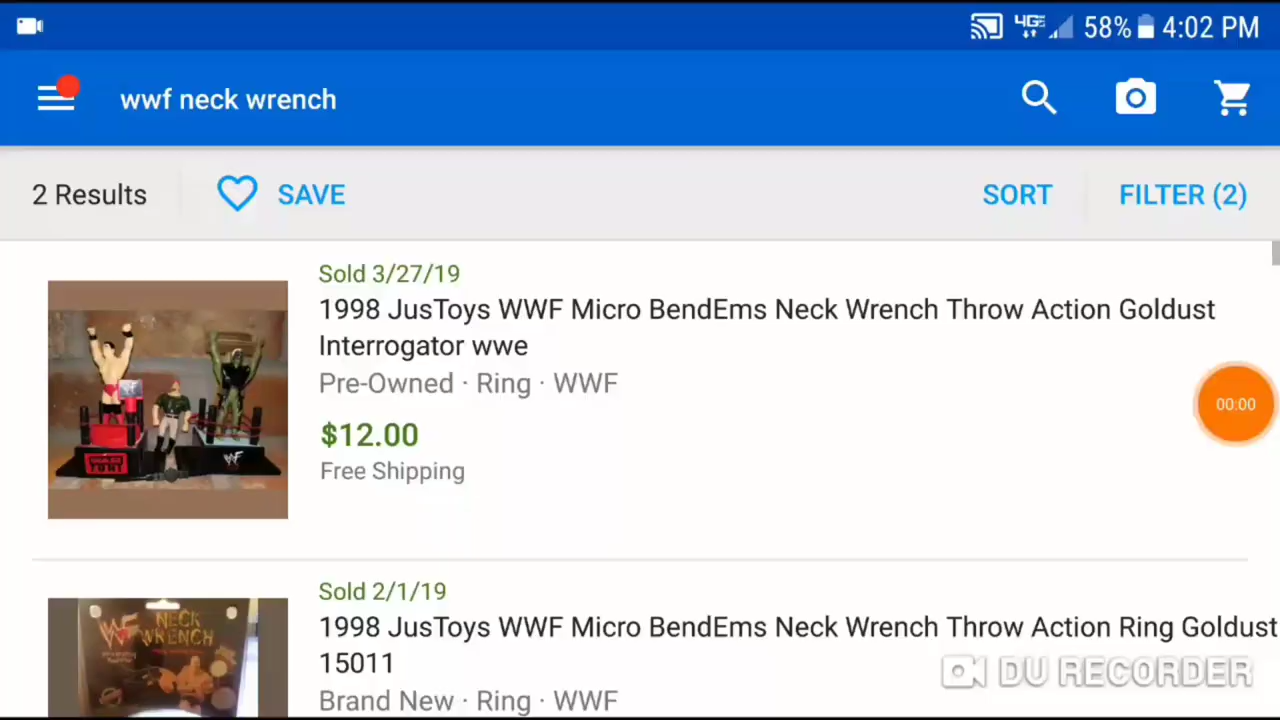 4GE 58% 4:02 PM
wwf neck wrench
2 Results SAVE SORT FILTER (2)
Sold 3/27/19
1998 JusToys WWF Micro BendEms Neck Wrench Throw Action Goldust
Interrogator wwe
Pre-Owned · Ring · WWF
00:00
$12.00
Free Shipping
Sold 2/1/19
NECK
WRENCH
1998 JusToys WWF Micro BendEms Neck Wrench Throw Action Ring Goldust
15011
Brand New · Ring · WWF
DU RECORDER